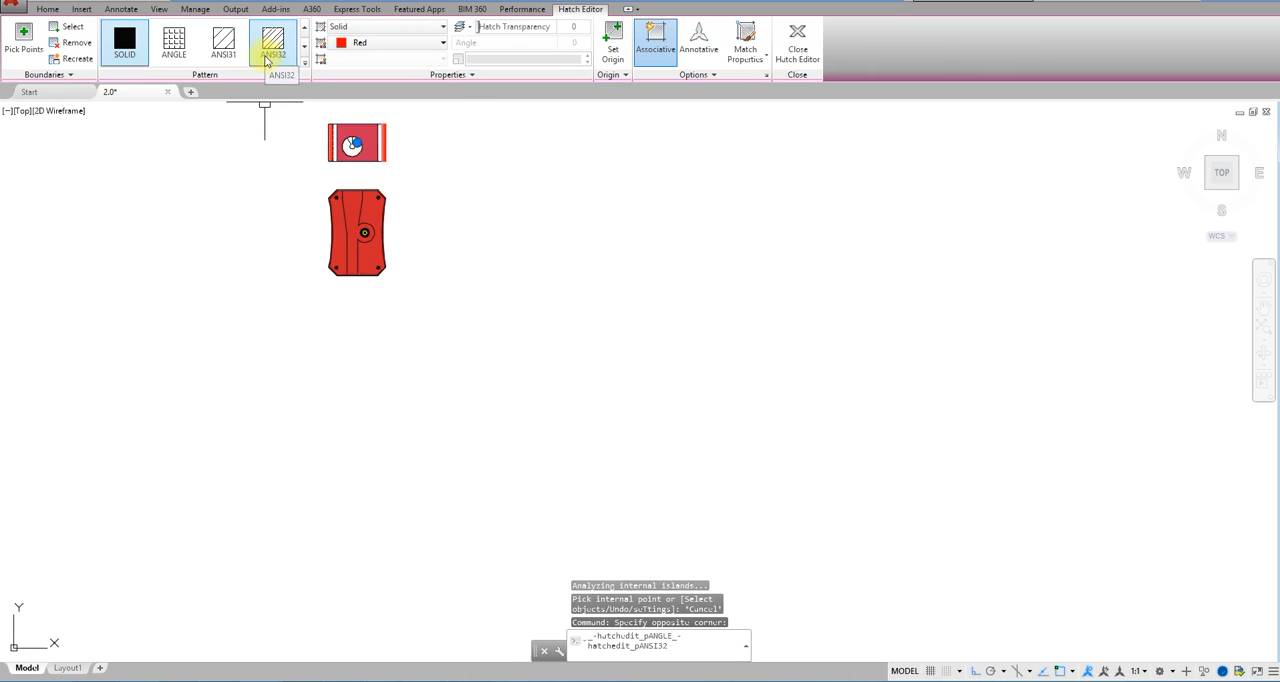 Home Insert Annotate View Manage Output Add-ins A360 Express Tools Featured Apps BIM 360 Performance Hatch Editor
Pick Points
Select
Remove
Recreate
Boundaries
SOLID
ANGLE
ANSI31
ANSI32
Pattern
ANSI32
Solid
Red
Hatch Transparency 0
Angle 0
Properties
Set
Origin
Origin
Associative
Annotative
Match
Properties
Options
Close
Hatch Editor
Close
Start
2.0*
[−][Top][2D Wireframe]
N
W
TOP
E
S
WCS
Analyzing internal islands...
Pick internal point or [Select
objects/Undo/seTtings]: *Cancel*
Command: Specify opposite corner:
-_-hatchedit_pANGLE_-
hatchedit_pANSI32
Y
X
Model Layout1
MODEL
1:1